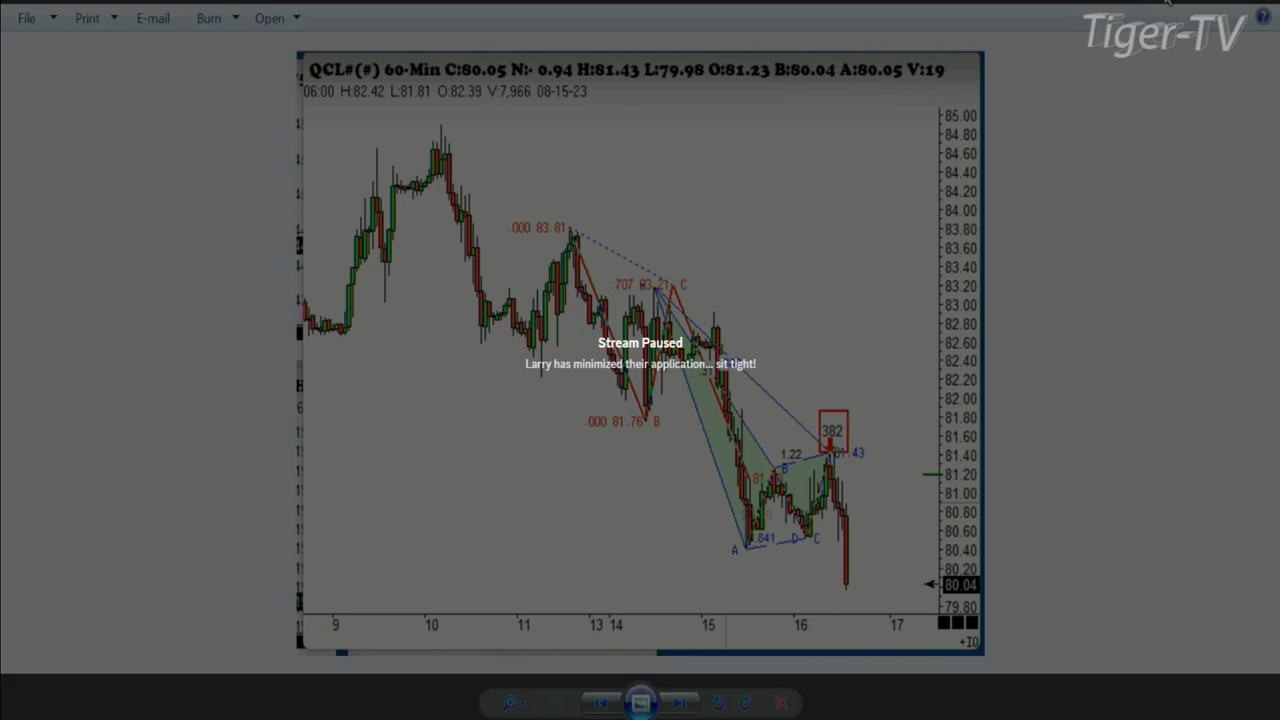 File Print E-mail Burn Open
Tiger-TV
QCL#(#) 60-Min C:80.05 N:- 0.94 H:81.43 L:79.98 O:81.23 B:80.04 A:80.05 V:19
06:00 H:82.42 L:81.81 O:82.39 V:7,966 08-15-23
85.00
84.80
84.60
84.40
84.20
84.00
83.80
83.60
83.40
83.20
83.00
82.80
82.60
82.40
82.20
82.00
81.80
81.60
81.40
81.20
81.00
80.80
80.60
80.40
80.20
80.04
79.80
.000 83.81
.707 83.21 C
Stream Paused
Larry has minimized their application... sit tight!
.000 81.76 B
382
1.22
81.43
B
.841
A
D
C
9 10 11 13 14 15 16 17
+ID